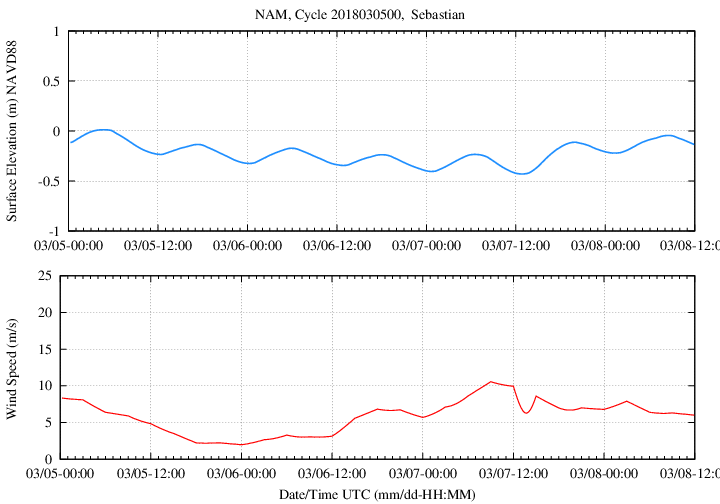 NAM, Cycle 2018030500, Sebastian
Surface Elevation (m) NAVD88
1
0.5
0
-0.5
-1
03/05-00:00 03/05-12:00 03/06-00:00 03/06-12:00 03/07-00:00 03/07-12:00 03/08-00:00 03/08-12:0
Wind Speed (m/s)
25
20
15
10
5
0
03/05-00:00 03/05-12:00 03/06-00:00 03/06-12:00 03/07-00:00 03/07-12:00 03/08-00:00 03/08-12:0
Date/Time UTC (mm/dd-HH:MM)